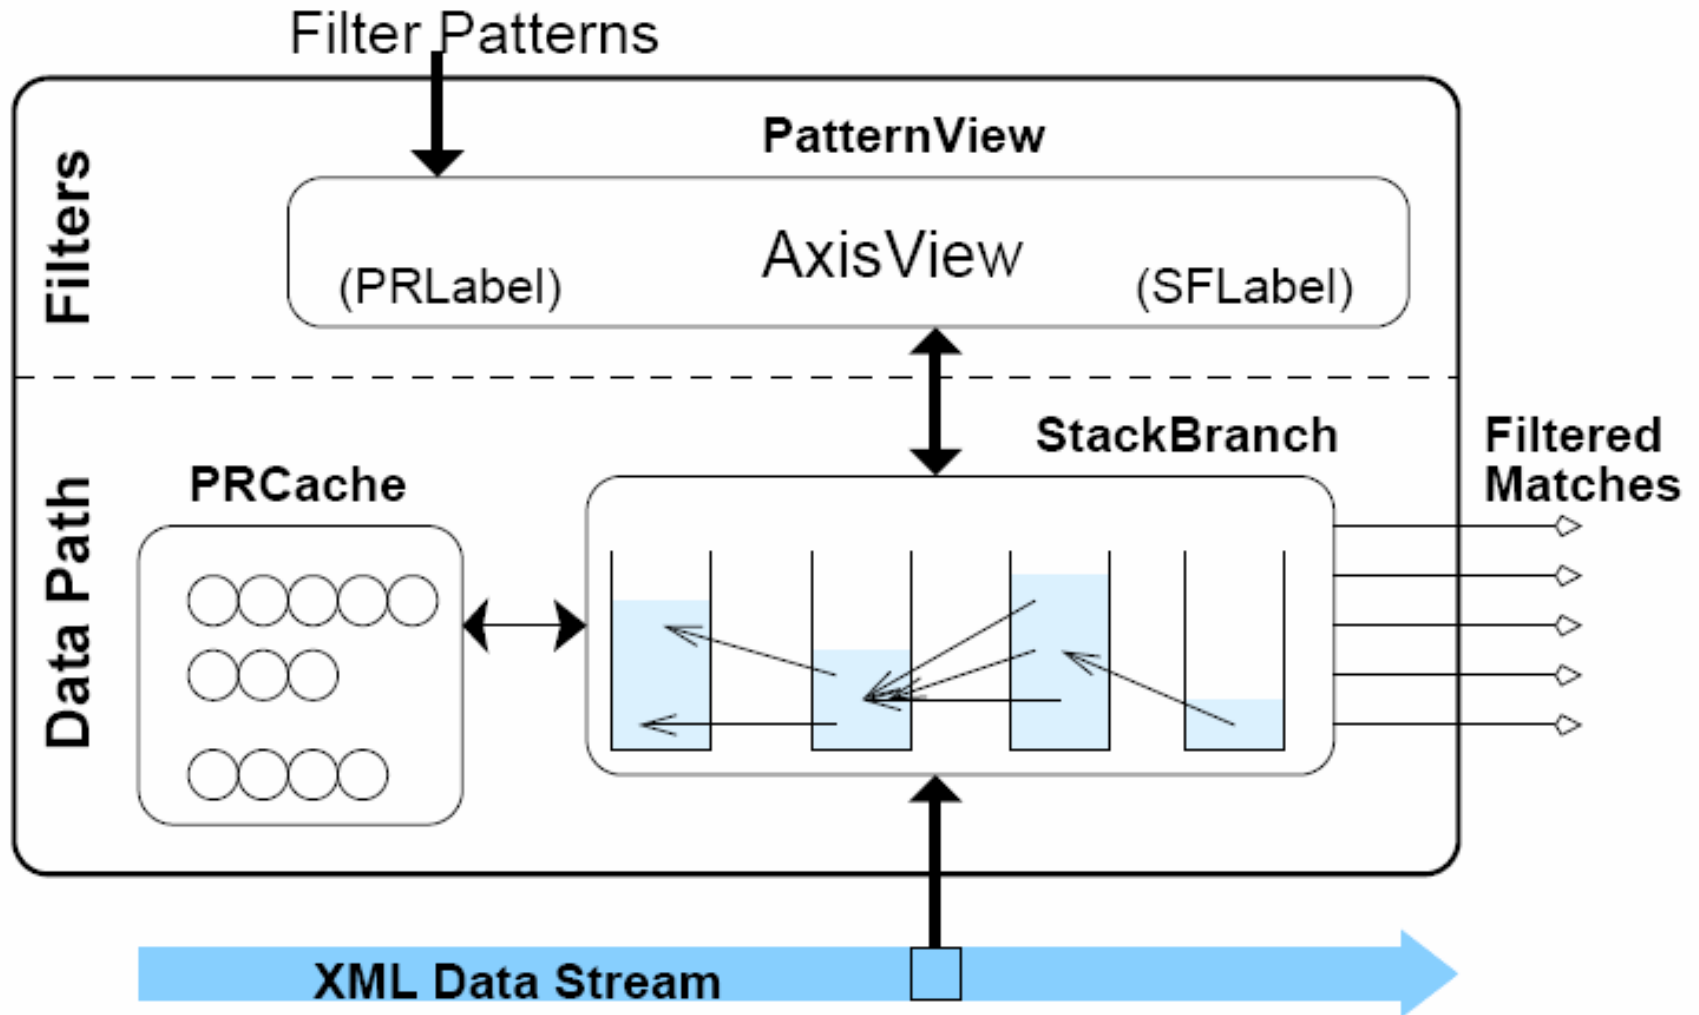 Filter Patterns
PatternView
Filters
AxisView
(PRLabel)
(SFLabel)
StackBranch
Filtered
Matches
PRCache
Data Path
XML Data Stream